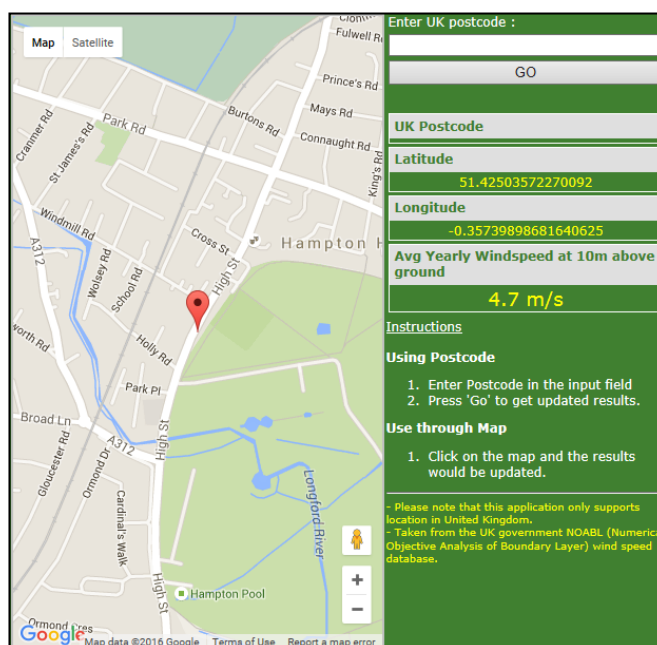 Map
Satellite
Fulwell R
Prince's Rd
Mays Rd
Burtons Rd
Connaught Rd
Park Rd
Cranmer Rd
St James's Rd
King's Rd
Windmill Rd
Cross St
Hampton H
A312
Wolsey Rd
School Rd
High St
Holly Rd
worth Rd
Park Pl
Broad Ln
A312
High St
Gloucester Rd
Ormond Dr
Cardinal's Walk
Longford River
High St
Hampton Pool
Ormond Cres
Google
Map data ©2016 Google
Terms of Use
Report a map error
Enter UK postcode :
GO
UK Postcode
Latitude
51.42503572270092
Longitude
-0.35739898681640625
Avg Yearly Windspeed at 10m above
ground
4.7 m/s
Instructions
Using Postcode
1. Enter Postcode in the input field
2. Press 'Go' to get updated results.
Use through Map
1. Click on the map and the results
would be updated.
- Please note that this application only supports
location in United Kingdom.
- Taken from the UK government NOABL (Numerica
Objective Analysis of Boundary Layer) wind speed
database.